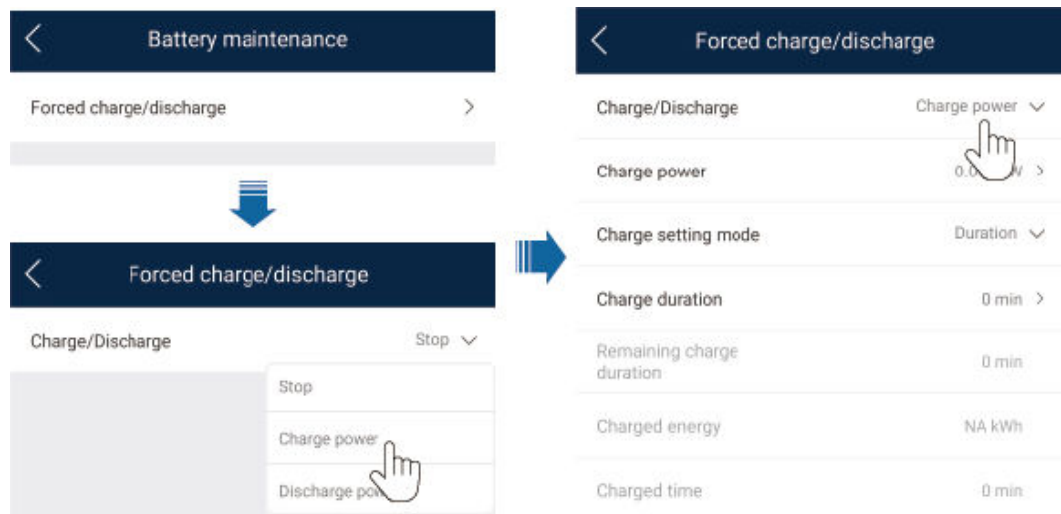 Battery maintenance
Forced charge/discharge
Forced charge/discharge
Charge/Discharge Stop
Stop
Charge power
Discharge
Forced charge/discharge
Charge/Discharge Charge power
Charge power
Charge setting mode Duration
Charge duration 0 min
Remaining charge
duration 0 min
Charged energy NA kWh
Charged time 0 min